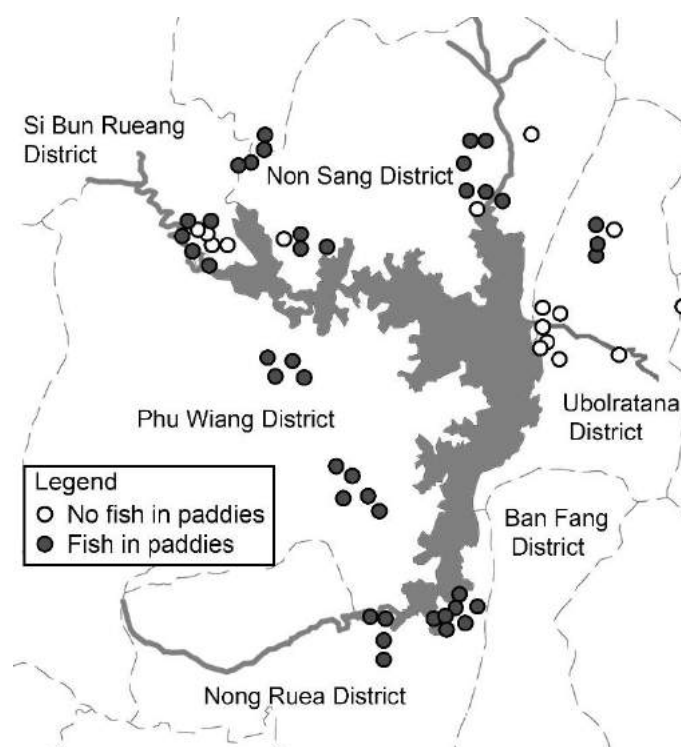 Si Bun Rueang
District
Non Sang District
Phu Wiang District
Ubolratana
District
Legend
No fish in paddies
Fish in paddies
Ban Fang
District
Nong Ruea District